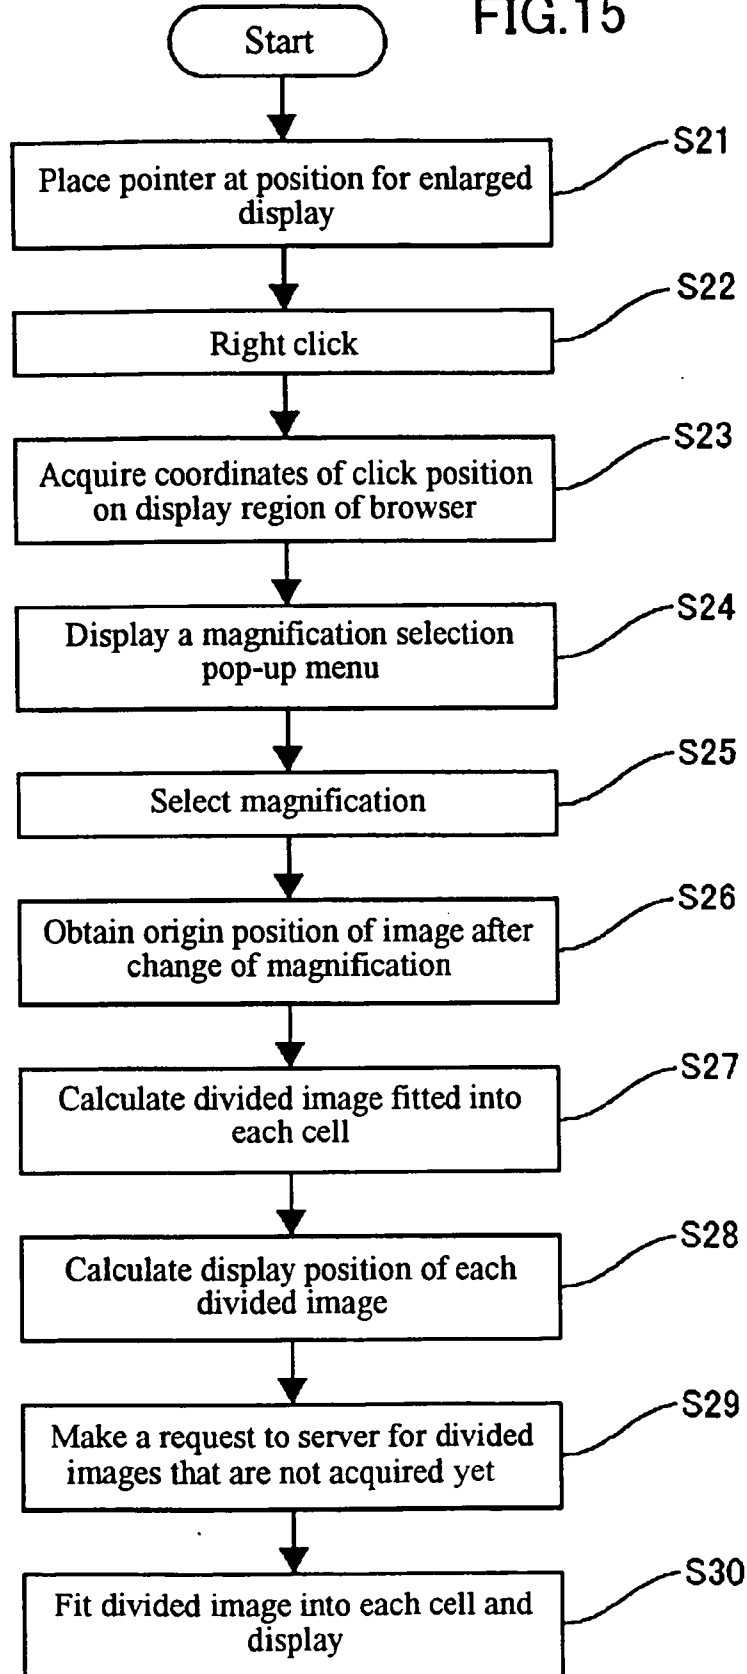 FIG.15
Start
S21
Place pointer at position for enlarged
display
S22
Right click
S23
Acquire coordinates of click position
on display region of browser
S24
Display a magnification selection
pop-up menu
S25
Select magnification
S26
Obtain origin position of image after
change of magnification
S27
Calculate divided image fitted into
each cell
S28
Calculate display position of each
divided image
S29
Make a request to server for divided
images that are not acquired yet
S30
Fit divided image into each cell and
display